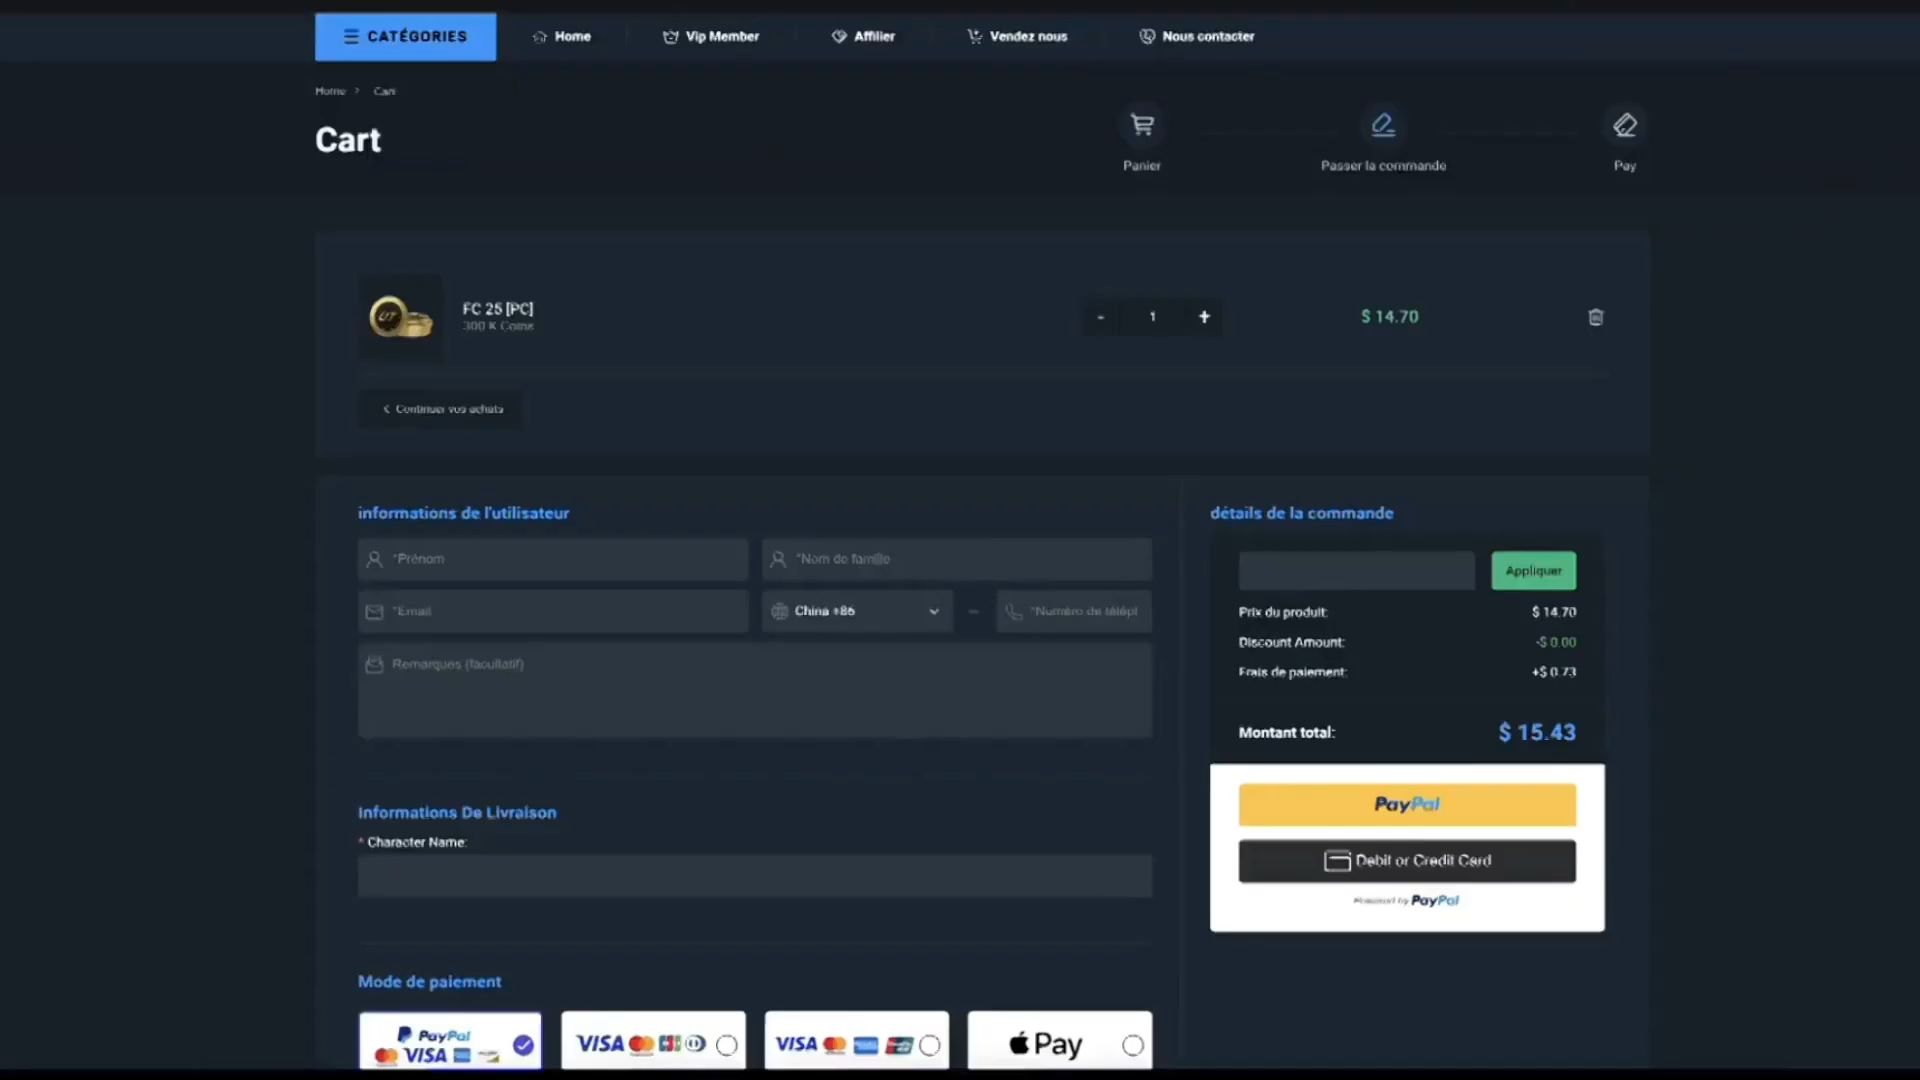 CATÉGORIES
Home
Vip Member
Affilier
Vendez nous
Nous contacter
Home > Cart
Cart
Panier
Passer la commande
Pay
FC 25 [PC]
300 K Coins
- 1 +
$ 14.70
Continuer vos achats
informations de l'utilisateur
*Prénom
*Nom de famille
*Email
China +86
*Numéro de télépl
Remarques (facultatif)
Informations De Livraison
* Character Name:
Mode de paiement
PayPal
VISA
VISA
VISA
Pay
détails de la commande
Appliquer
Prix du produit: $ 14.70
Discount Amount: -$ 0.00
Frais de paiement: +$ 0.73
Montant total: $ 15.43
PayPal
Debit or Credit Card
Powered by PayPal